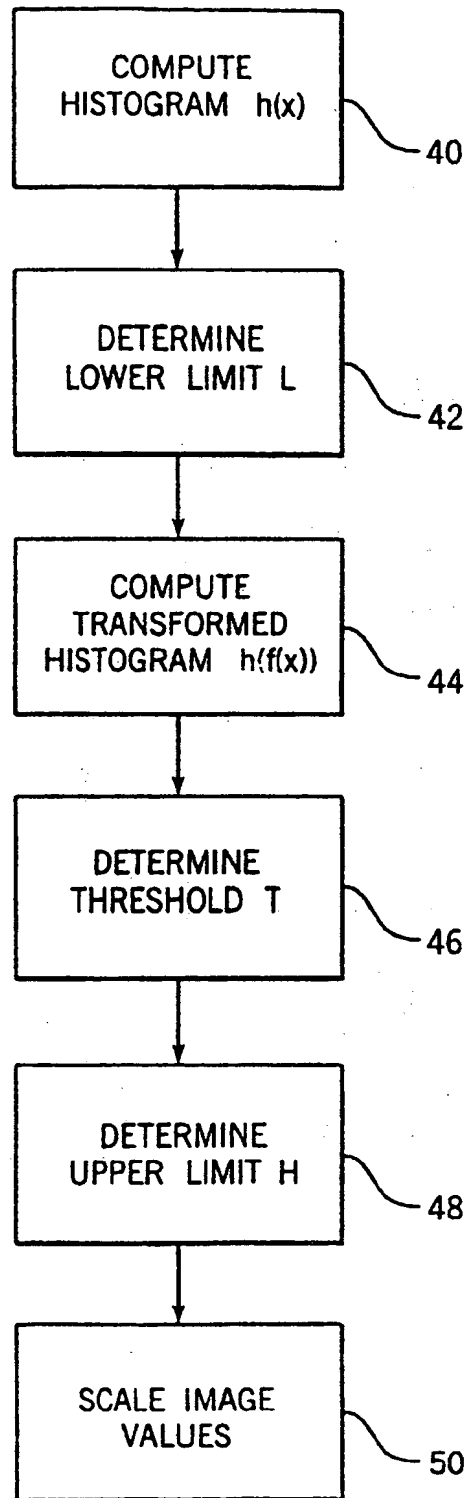 COMPUTE
HISTOGRAM h(x)
40
DETERMINE
LOWER LIMIT L
42
COMPUTE
TRANSFORMED
HISTOGRAM h(f(x))
44
DETERMINE
THRESHOLD T
46
DETERMINE
UPPER LIMIT H
48
SCALE IMAGE
VALUES
50